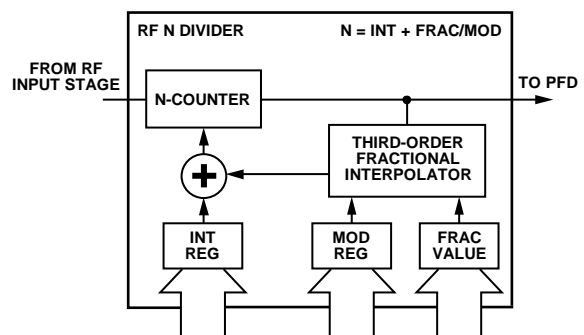 RF N DIVIDER
N = INT + FRAC/MOD
FROM RF
INPUT STAGE
TO PFD
N-COUNTER
THIRD-ORDER
FRACTIONAL
INTERPOLATOR
+
INT
REG
MOD
REG
FRAC
VALUE